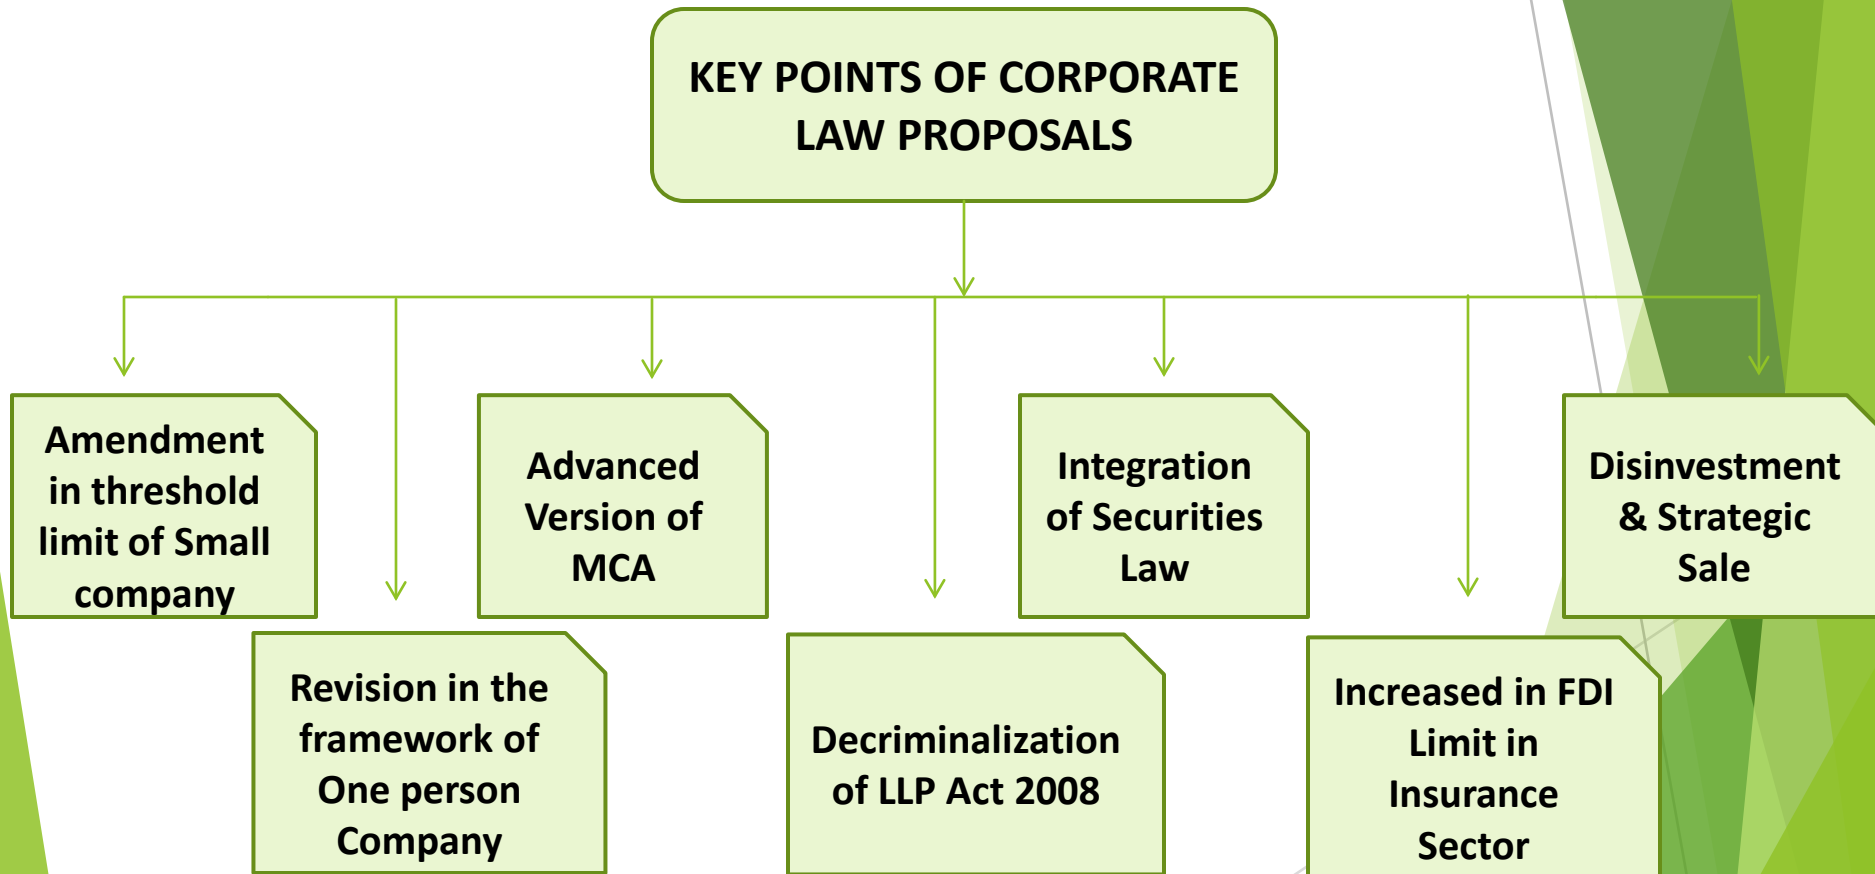 KEY POINTS OF CORPORATE
LAW PROPOSALS
Amendment
in threshold
limit of Small
company
Revision in the
framework of
One person
Company
Advanced
Version of
MCA
Decriminalization
of LLP Act 2008
Integration
of Securities
Law
Increased in FDI
Limit in
Insurance
Sector
Disinvestment
& Strategic
Sale